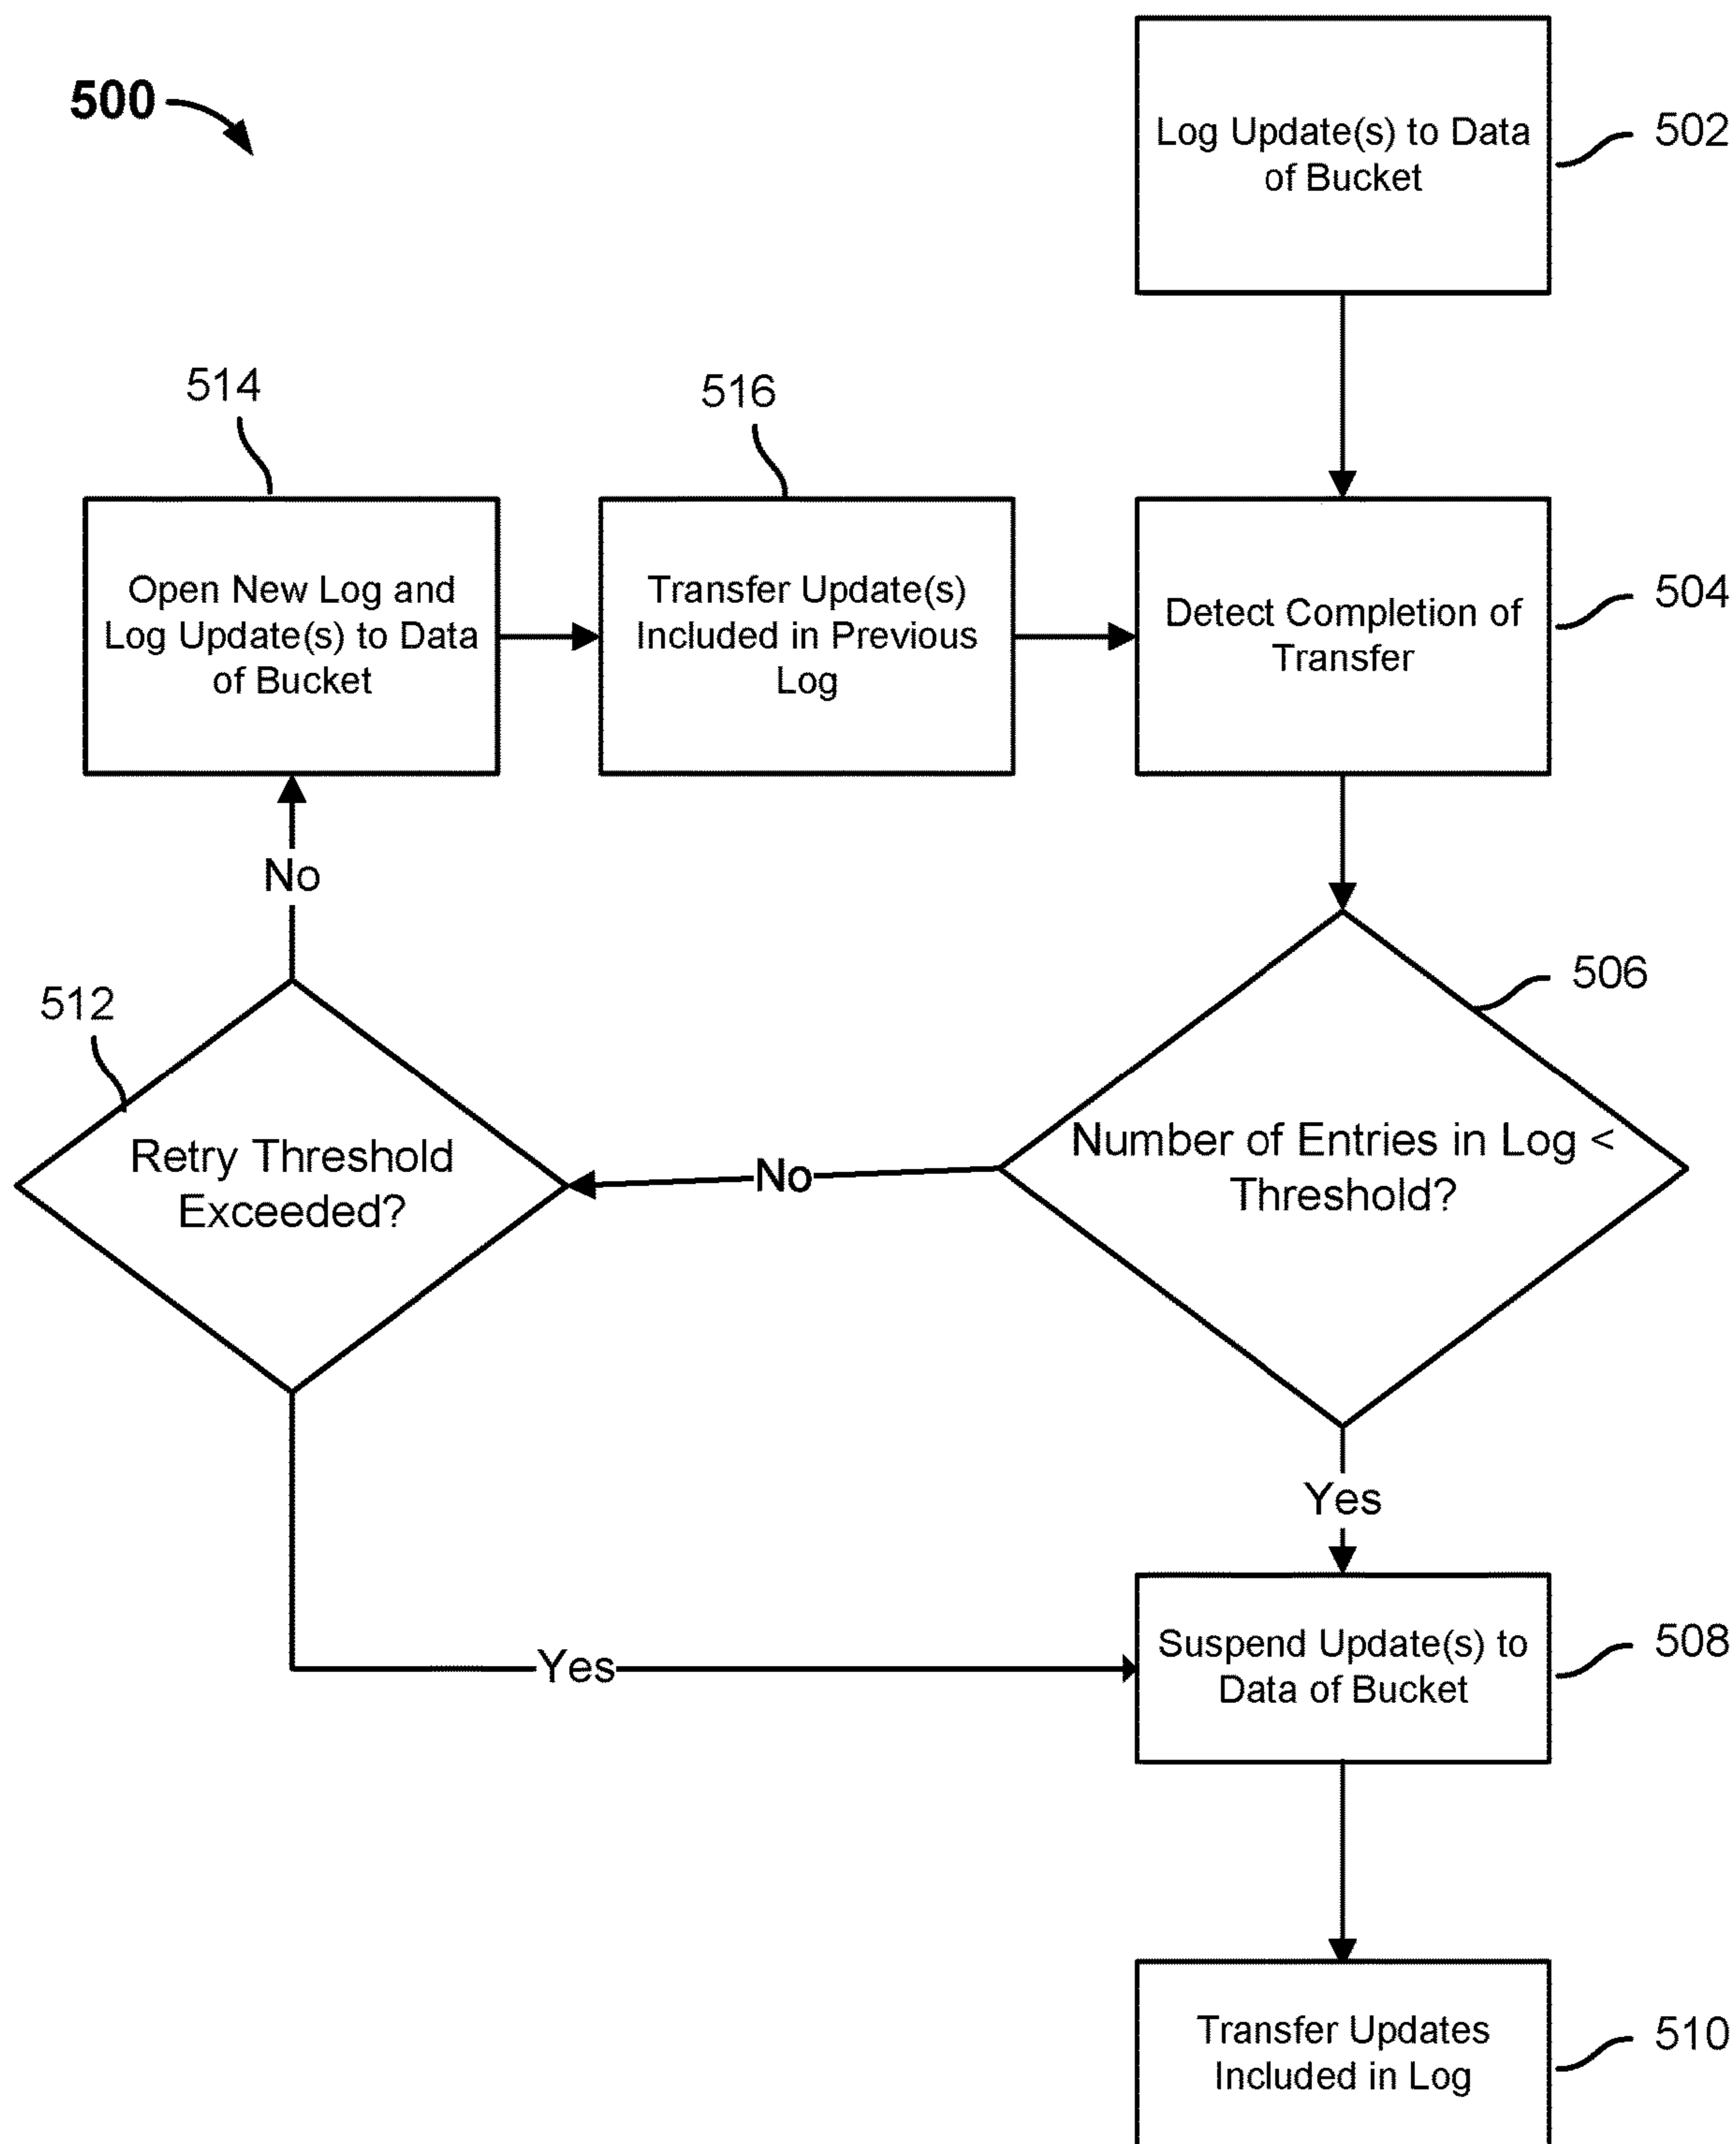 500
Log Update(s) to Data
of Bucket
502
514
516
Open New Log and
Log Update(s) to Data
of Bucket
Transfer Update(s)
Included in Previous
Log
Detect Completion of
Transfer
504
No
512
506
Retry Threshold
Exceeded?
No
Number of Entries in Log <
Threshold?
Yes
Yes
Suspend Update(s) to
Data of Bucket
508
Transfer Updates
Included in Log
510